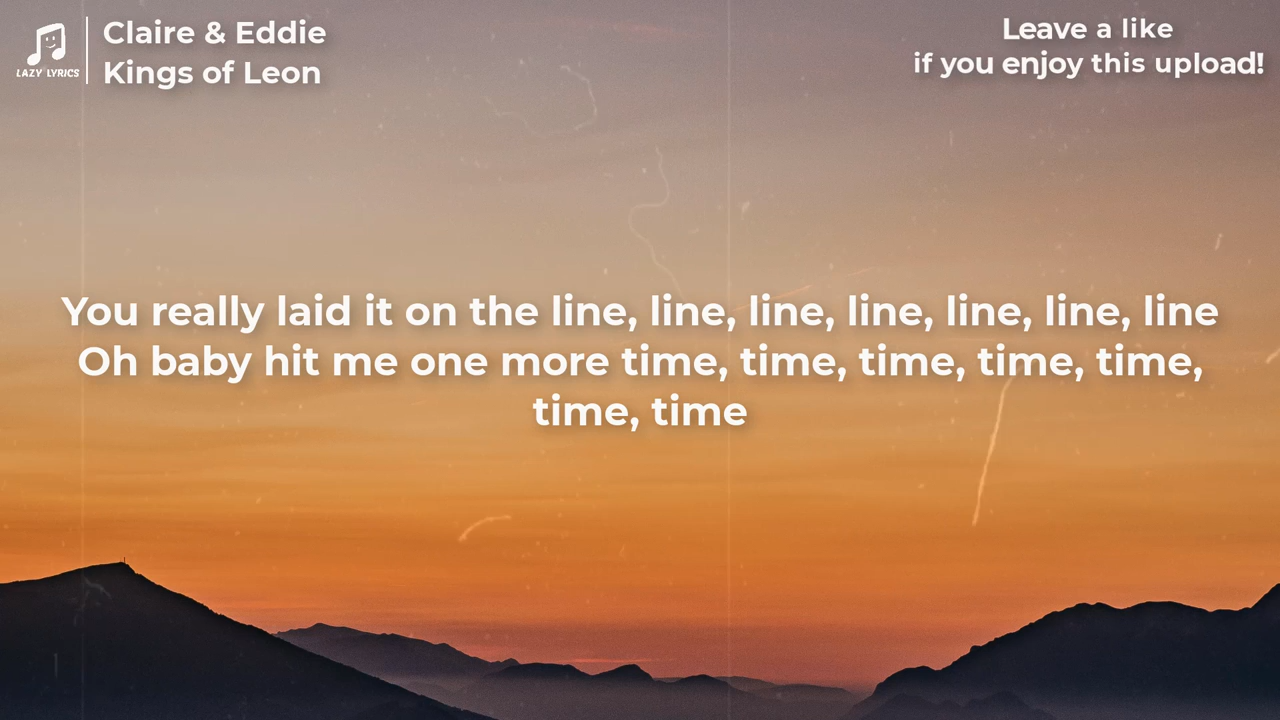 LAZY LYRICS
Claire & Eddie
Kings of Leon
Leave a like
if you enjoy this upload!
You really laid it on the line, line, line, line, line, line, line
Oh baby hit me one more time, time, time, time, time,
time, time